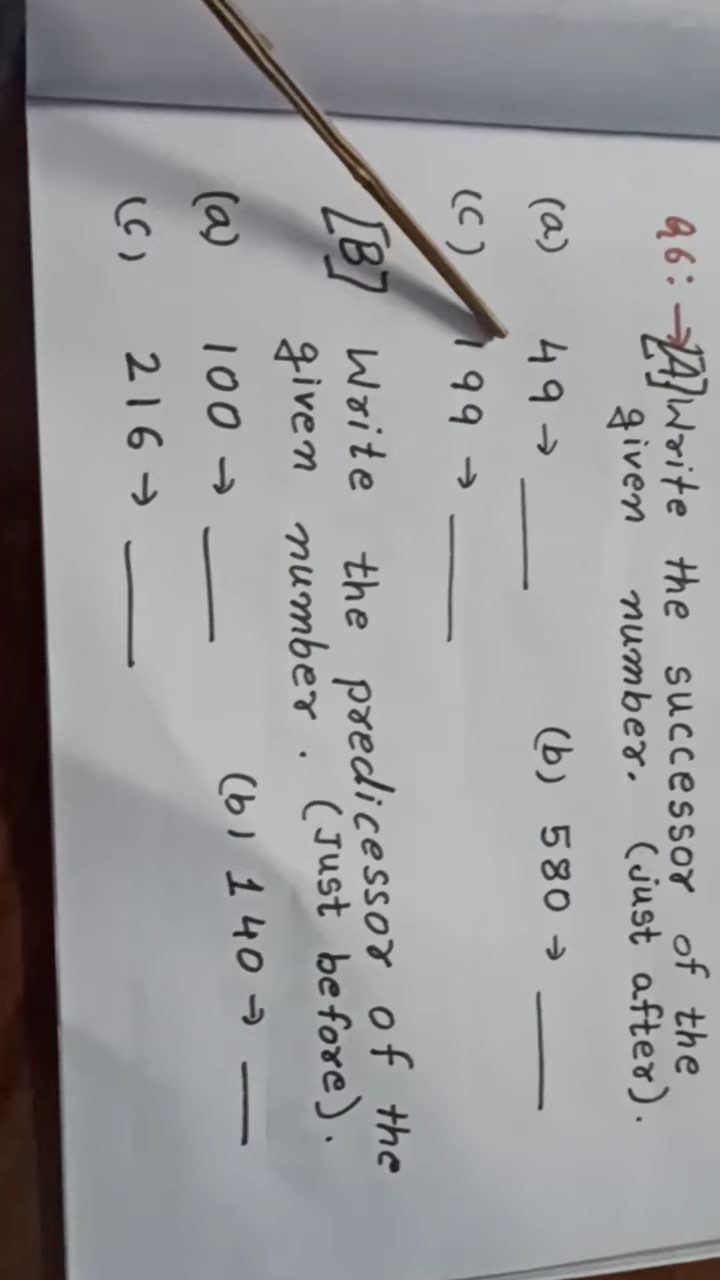 Q6:→[A] Write the successor of the
given number. (just after).
(a) 49 → ___ (b) 580 → ___
(c) 199 → ___
[B] Write the predicessor of the
given number. (Just before).
(a) 100 → ___ (b) 140 → ___
(c) 216 → ___